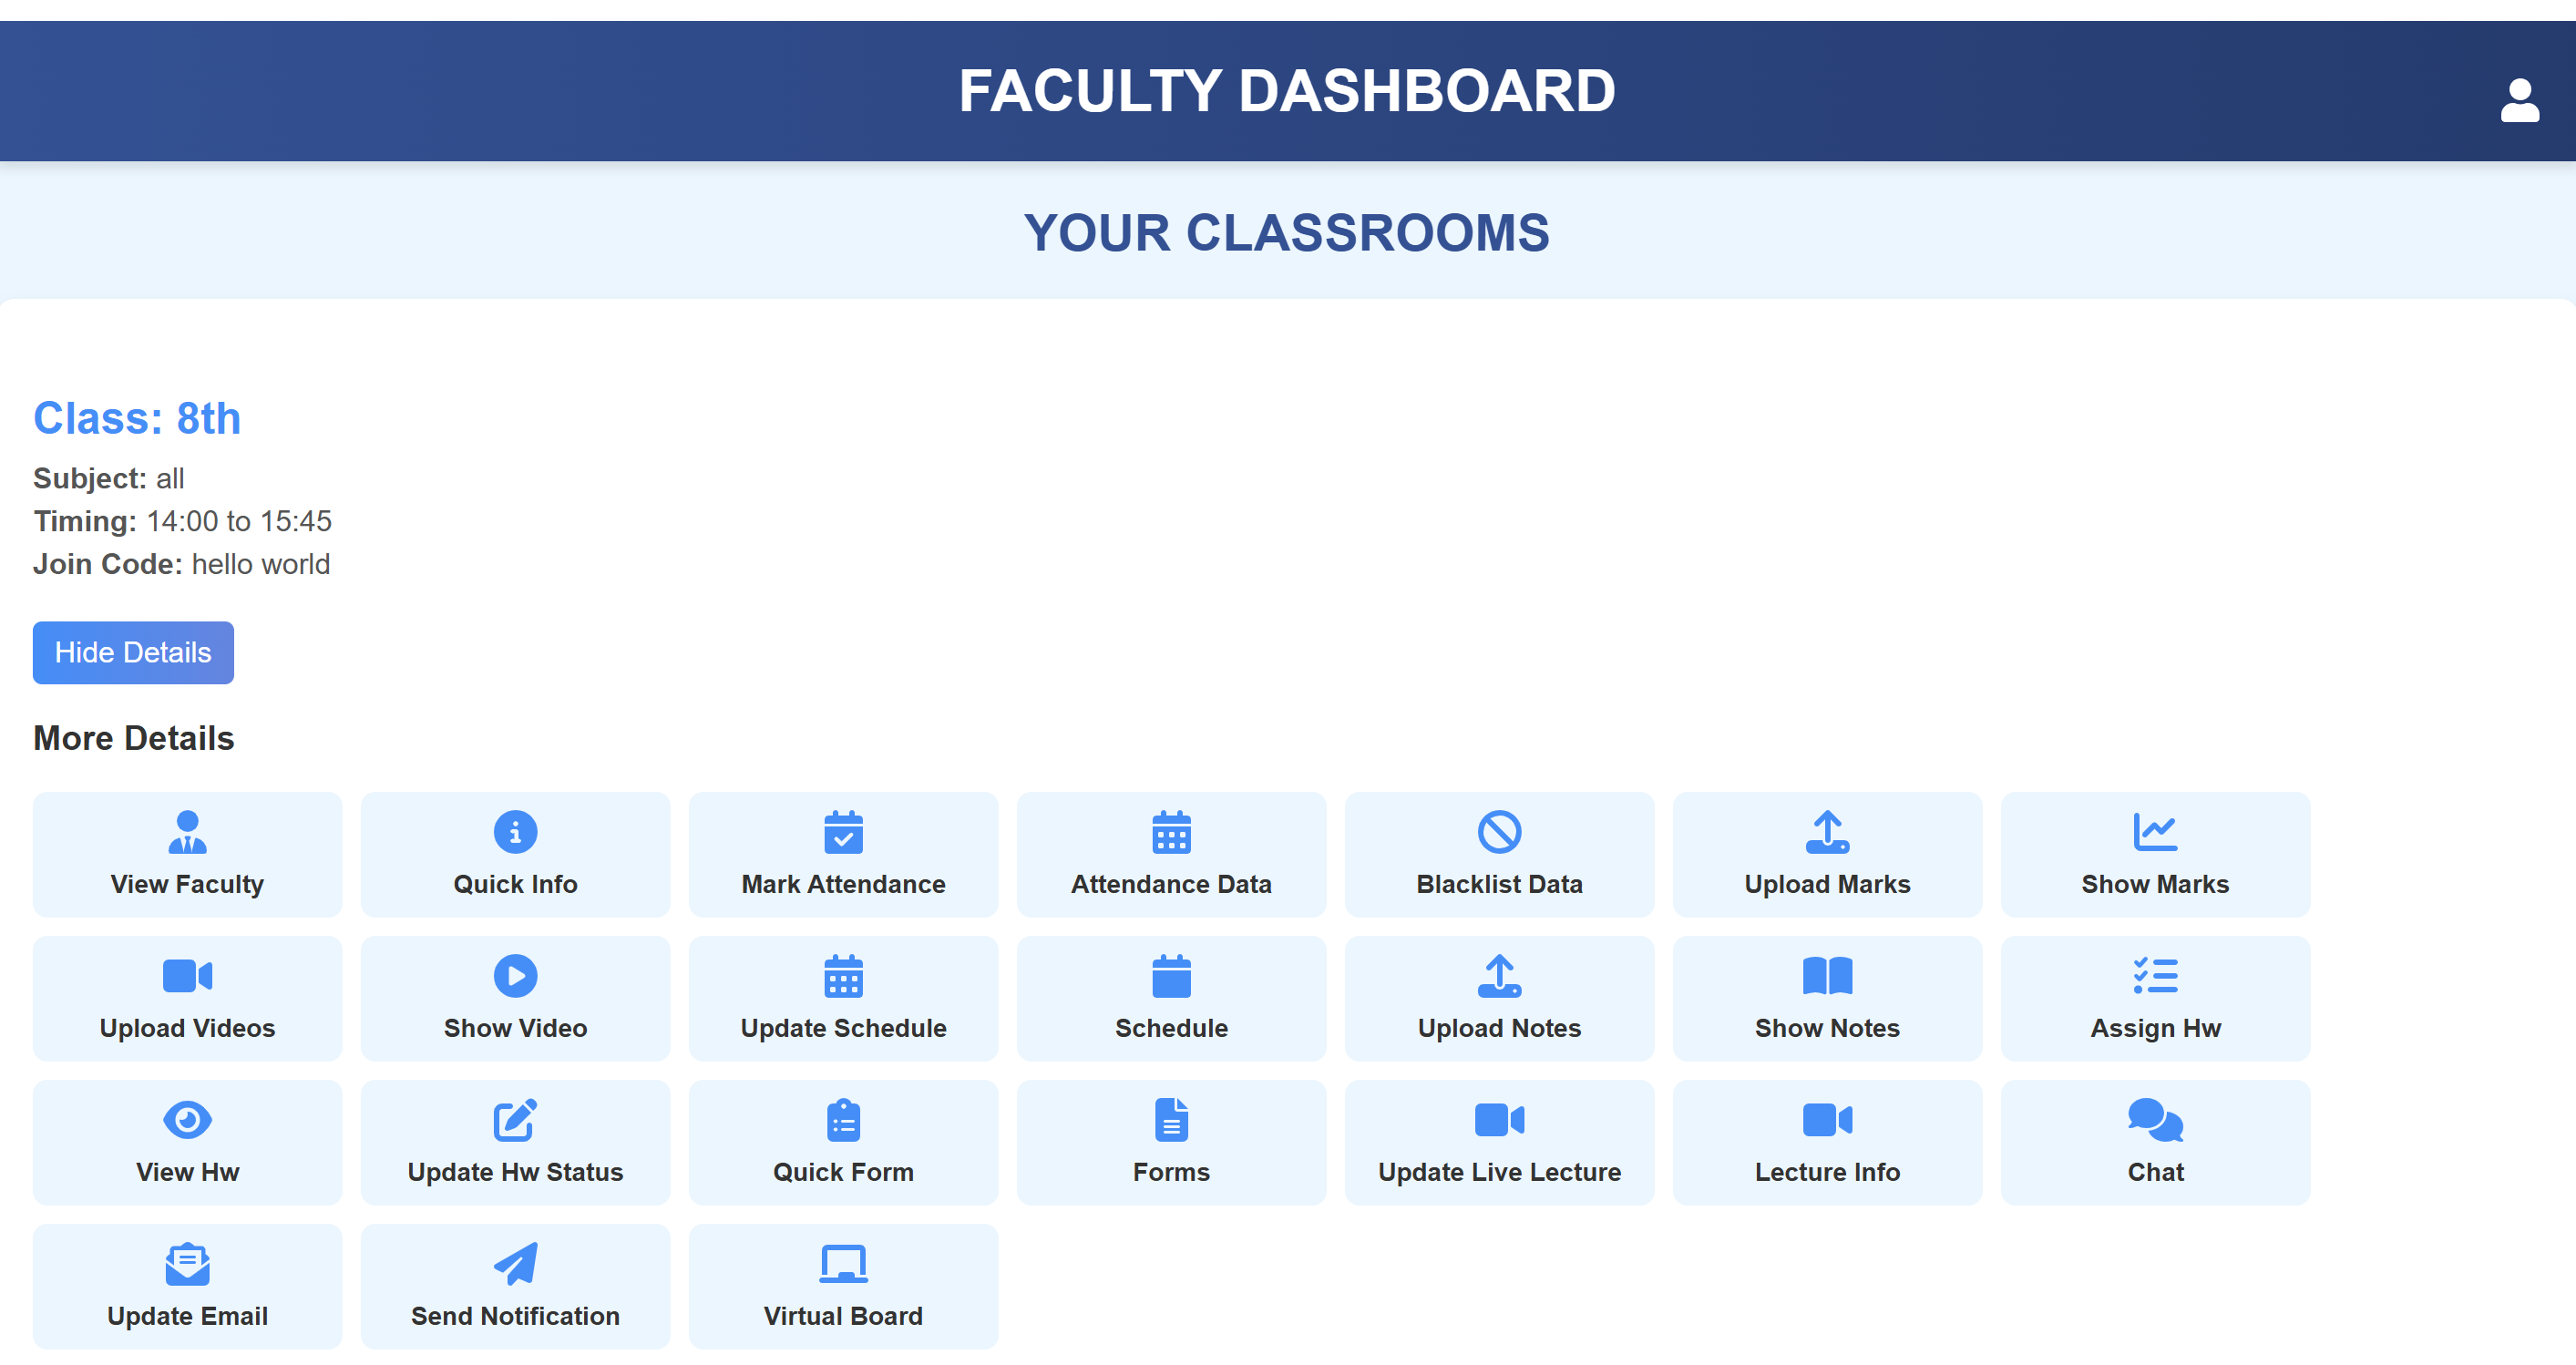 FACULTY DASHBOARD
YOUR CLASSROOMS
Class: 8th
Subject: all
Timing: 14:00 to 15:45
Join Code: hello world
Hide Details
More Details
View Faculty
Quick Info
Mark Attendance
Attendance Data
Blacklist Data
Upload Marks
Show Marks
Upload Videos
Show Video
Update Schedule
Schedule
Upload Notes
Show Notes
Assign Hw
View Hw
Update Hw Status
Quick Form
Forms
Update Live Lecture
Lecture Info
Chat
Update Email
Send Notification
Virtual Board